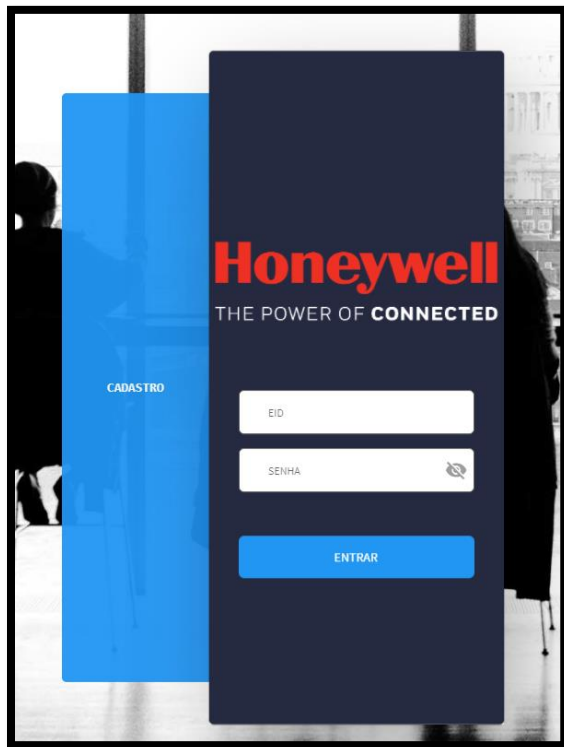 Honeywell
THE POWER OF CONNECTED
CADASTRO
EID
SENHA
ENTRAR